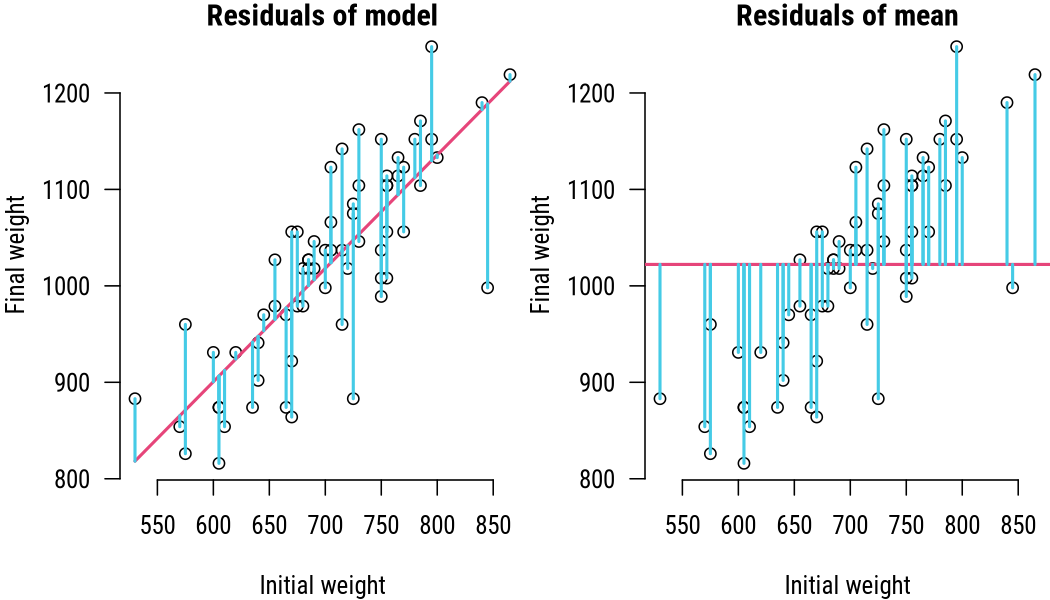 Residuals of model
Final weight
1200
1100
1000
900
800
550 600 650 700 750 800 850
Initial weight
Residuals of mean
Final weight
1200
1100
1000
900
800
550 600 650 700 750 800 850
Initial weight